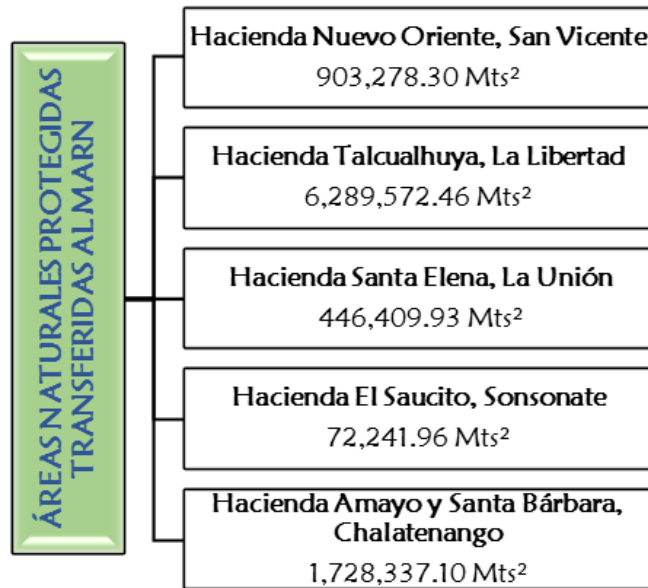 ÁREAS NATURALES PROTEGIDAS
TRANSFERIDAS AL MARN
Hacienda Nuevo Oriente, San Vicente
903,278.30 Mts²
Hacienda Talcualhuya, La Libertad
6,289,572.46 Mts²
Hacienda Santa Elena, La Unión
446,409.93 Mts²
Hacienda El Saucito, Sonsonate
72,241.96 Mts²
Hacienda Amayo y Santa Bárbara,
Chalatenango
1,728,337.10 Mts²